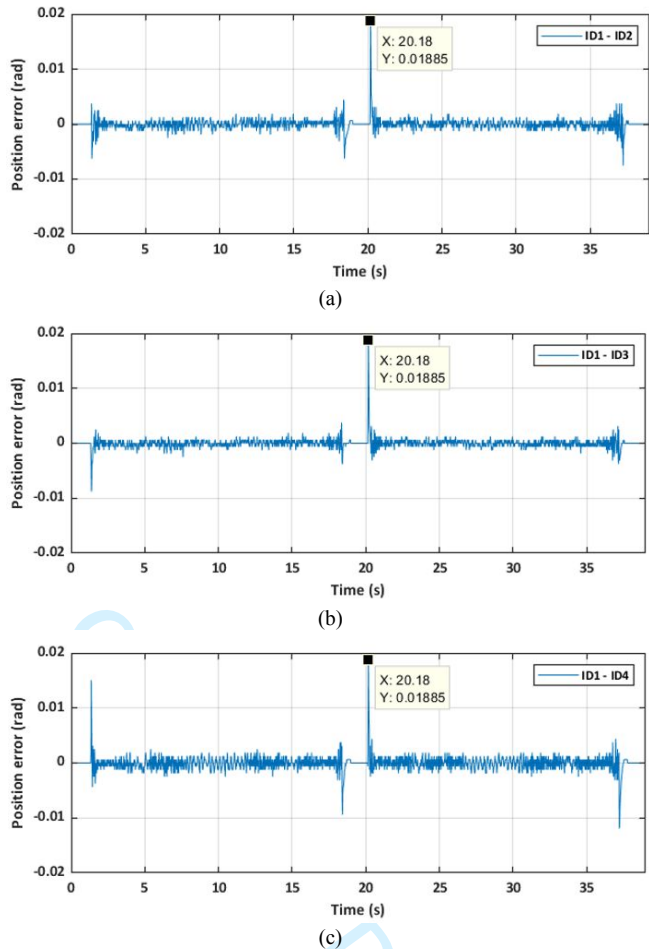 0.02
0.01
0
-0.01
-0.02
Position error (rad)
ID1 - ID2
X: 20.18
Y: 0.01885
0 5 10 15 20 25 30 35
Time (s)
(a)
0.02
0.01
0
-0.01
-0.02
Position error (rad)
ID1 - ID3
X: 20.18
Y: 0.01885
0 5 10 15 20 25 30 35
Time (s)
(b)
0.02
0.01
0
-0.01
-0.02
Position error (rad)
ID1 - ID4
X: 20.18
Y: 0.01885
0 5 10 15 20 25 30 35
Time (s)
(c)